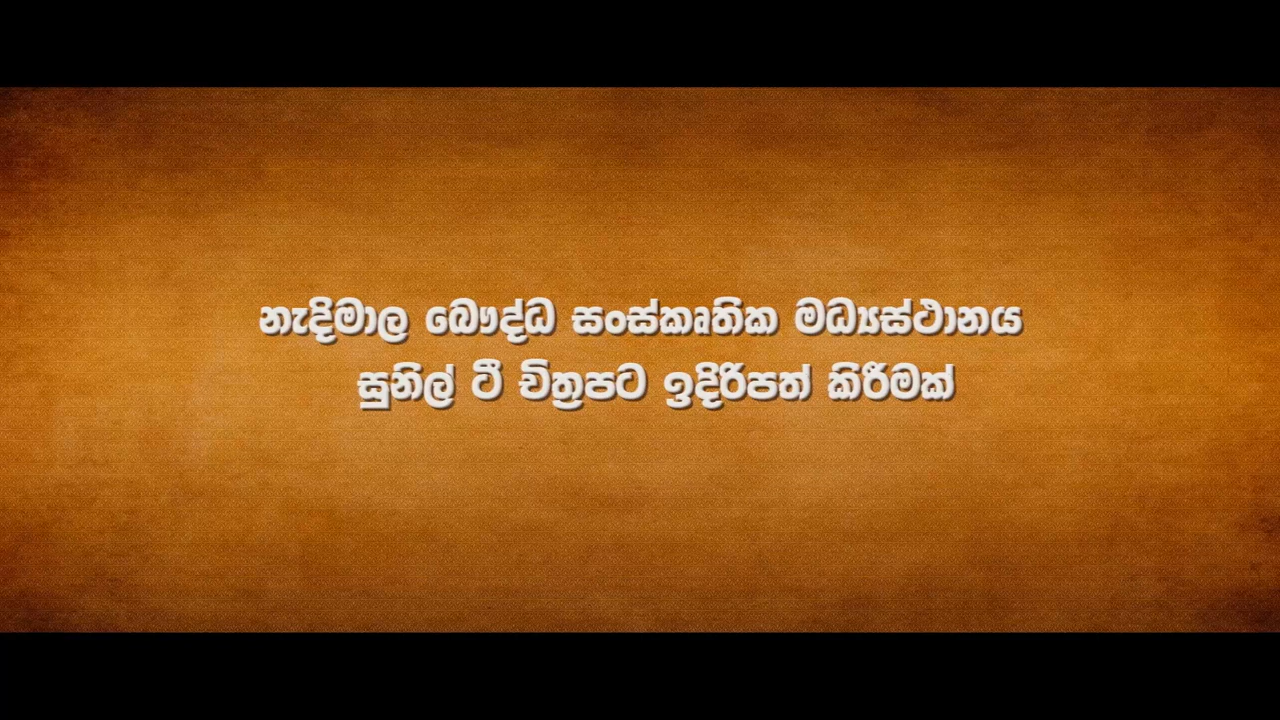 නැදිමාල බෞද්ධ සංස්කෘතික මධ්‍යස්ථානය
සුනිල් ටී චිත්‍රපට ඉදිරිපත් කිරීමක්